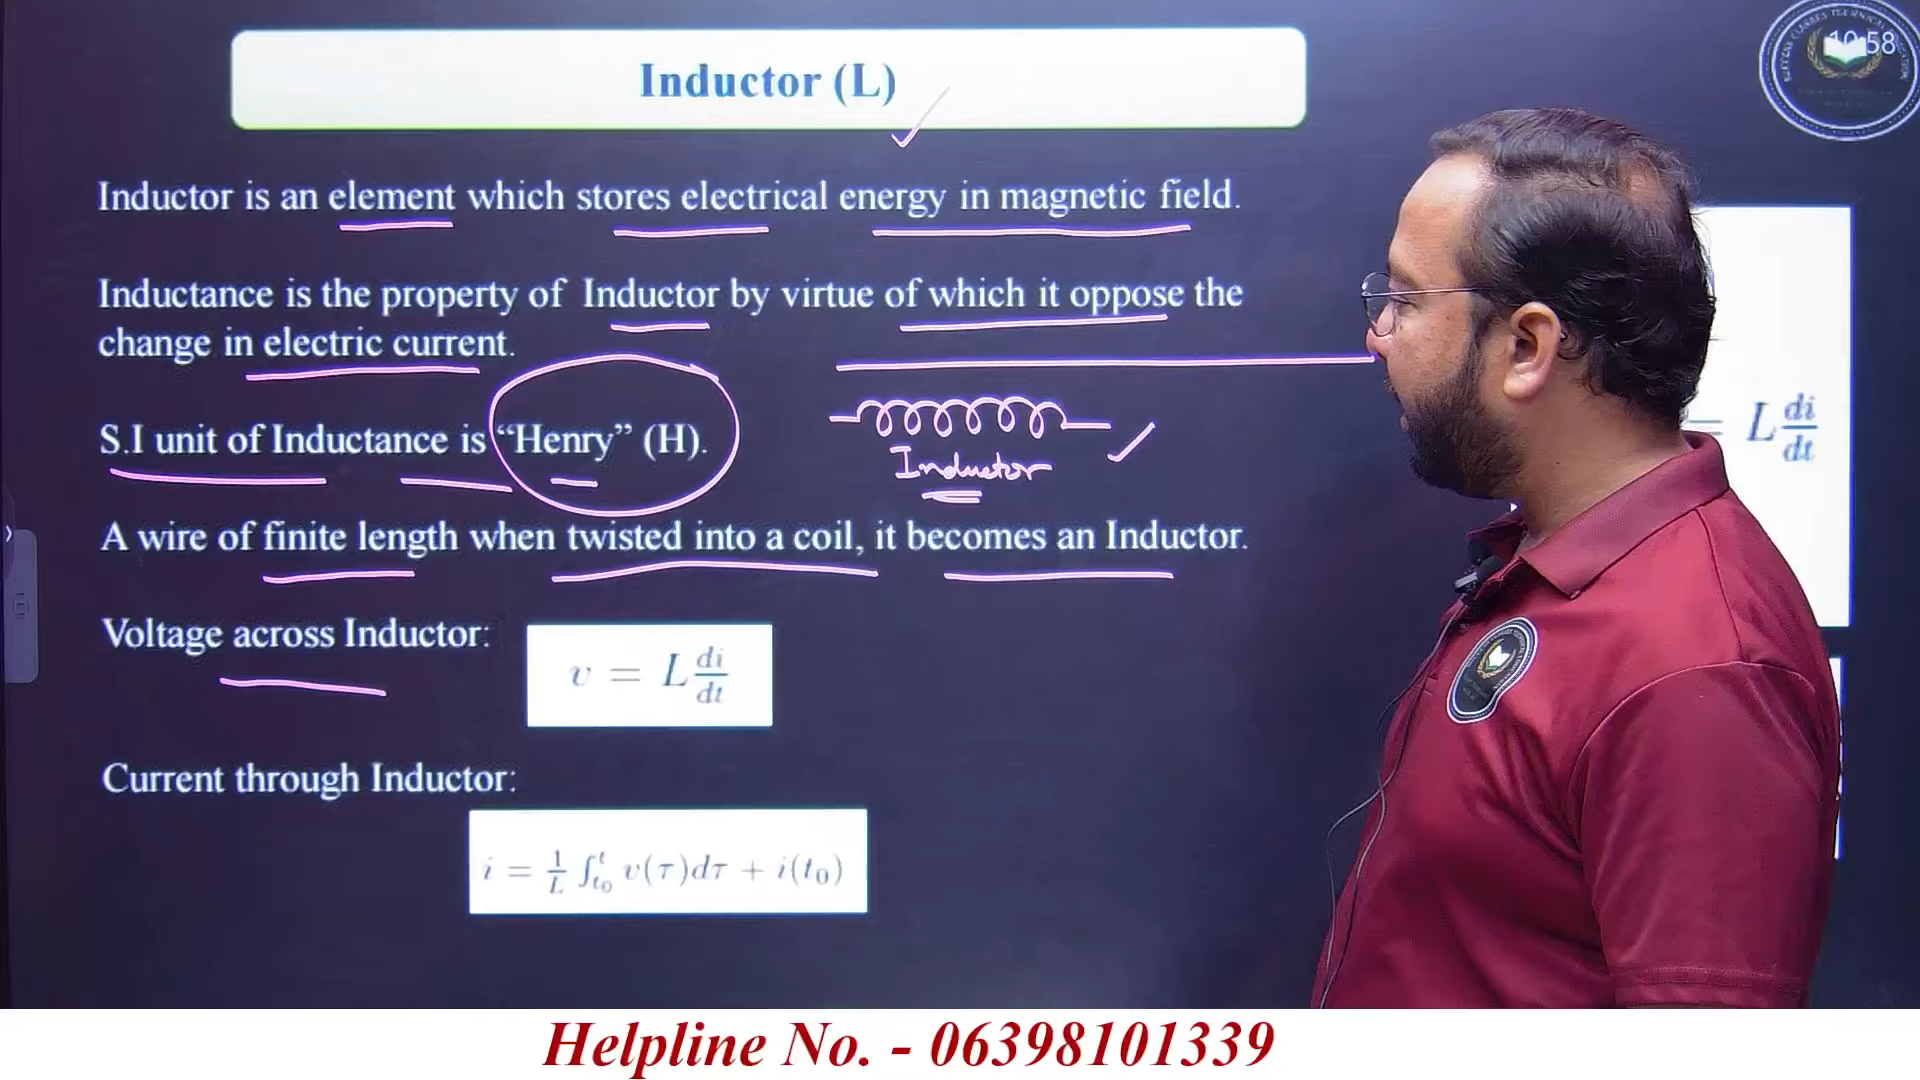 10:58
Inductor (L)
Inductor is an element which stores electrical energy in magnetic field.
Inductance is the property of Inductor by virtue of which it oppose the
change in electric current.
S.I unit of Inductance is “Henry” (H).
Inductor
A wire of finite length when twisted into a coil, it becomes an Inductor.
Voltage across Inductor:
v = L di/dt
= L di/dt
Current through Inductor:
i = 1/L ∫_{t₀}^{t} v(τ)dτ + i(t₀)
Helpline No. - 06398101339